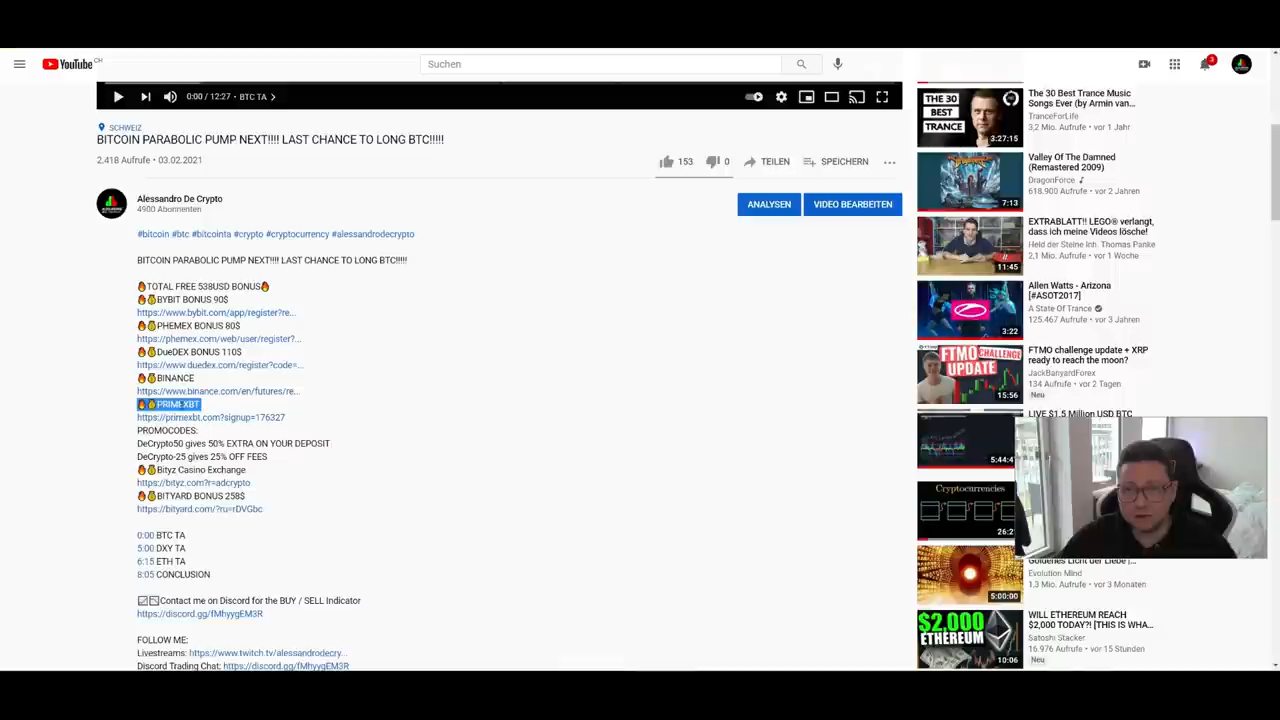 YouTube CH
Suchen
3
0:00 / 12:27 • BTC TA
SCHWEIZ
BITCOIN PARABOLIC PUMP NEXT!!!! LAST CHANCE TO LONG BTC!!!!!
2.418 Aufrufe • 03.02.2021
153
0
TEILEN
SPEICHERN
Alessandro De Crypto
4900 Abonnenten
ANALYSEN
VIDEO BEARBEITEN
#bitcoin #btc #bitcointa #crypto #cryptocurrency #alessandrodecrypto
BITCOIN PARABOLIC PUMP NEXT!!!! LAST CHANCE TO LONG BTC!!!!!
🔥TOTAL FREE 538USD BONUS🔥
🔥💰BYBIT BONUS 90$
https://www.bybit.com/app/register?re...
🔥💰PHEMEX BONUS 80$
https://phemex.com/web/user/register?...
🔥💰DueDEX BONUS 110$
https://www.duedex.com/register?code=...
🔥💰BINANCE
https://www.binance.com/en/futures/re...
🔥💰PRIMEXBT
https://primexbt.com?signup=176327
PROMOCODES:
DeCrypto50 gives 50% EXTRA ON YOUR DEPOSIT
DeCrypto-25 gives 25% OFF FEES
🔥💰Bityz Casino Exchange
https://bityz.com/?r=adcrypto
🔥💰BITYARD BONUS 258$
https://bityard.com/?ru=rDVGbc
0:00 BTC TA
5:00 DXY TA
6:15 ETH TA
8:05 CONCLUSION
Contact me on Discord for the BUY / SELL Indicator
https://discord.gg/fMhyygEM3R
FOLLOW ME:
Livestreams: https://www.twitch.tv/alessandrodecry...
Discord Trading Chat: https://discord.gg/fMhyygEM3R
THE 30
BEST
TRANCE
3:27:15
The 30 Best Trance Music
Songs Ever (by Armin van...
TranceForLife
3,2 Mio. Aufrufe • vor 1 Jahr
7:13
Valley Of The Damned
(Remastered 2009)
DragonForce
618.900 Aufrufe • vor 2 Jahren
11:45
EXTRABLATT!! LEGO® verlangt,
dass ich meine Videos lösche!
Held der Steine Inh. Thomas Panke
2,1 Mio. Aufrufe • vor 1 Woche
3:22
Allen Watts - Arizona
[#ASOT2017]
A State Of Trance
125.467 Aufrufe • vor 3 Jahren
FTMO CHALLENGE
UPDATE
15:56
FTMO challenge update + XRP
ready to reach the moon?
JackBanyardForex
134 Aufrufe • vor 2 Tagen
Neu
LIVE $1.5 Million USD BTC
5:44:4
Cryptocurrencies
26:2
5:00:00
Goldenes Licht der Liebe |...
Evolution Mind
1.3 Mio. Aufrufe • vor 3 Monaten
$2,000
ETHEREUM
10:06
WILL ETHEREUM REACH
$2,000 TODAY?! [THIS IS WHA...
Satoshi Stacker
16.976 Aufrufe • vor 15 Stunden
Neu